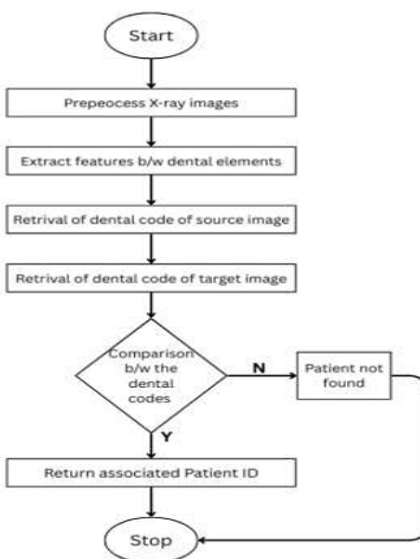 Start
Prepeocess X-ray images
Extract features b/w dental elements
Retrival of dental code of source image
Retrival of dental code of target image
Comparison
b/w the
dental
codes
N
Patient not
found
Y
Return associated Patient ID
Stop